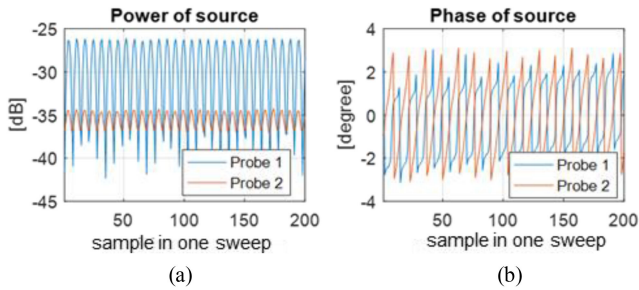 Power of source
-25
-30
-35
-40
-45
[dB]
Probe 1
Probe 2
50
100
150
200
sample in one sweep
(a)
Phase of source
4
2
0
-2
-4
[degree]
Probe 1
Probe 2
50
100
150
200
sample in one sweep
(b)